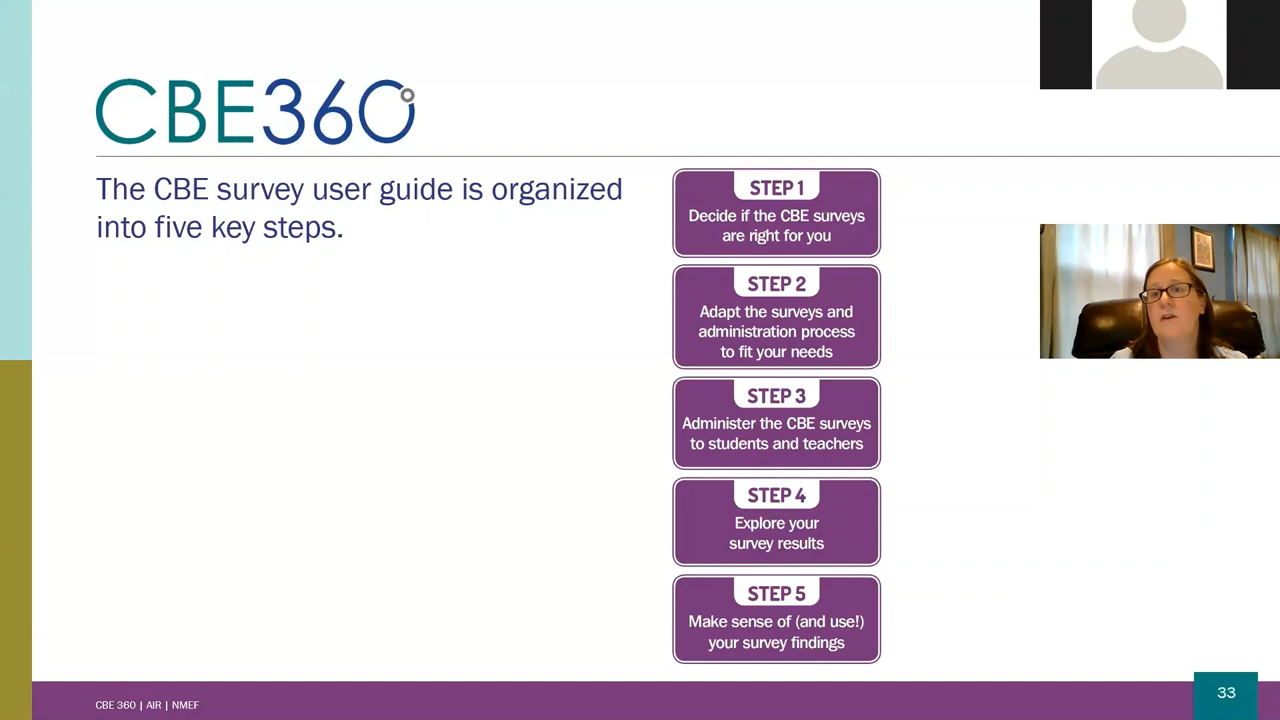 CBE360
The CBE survey user guide is organized
into five key steps.
STEP 1
Decide if the CBE surveys
are right for you
STEP 2
Adapt the surveys and
administration process
to fit your needs
STEP 3
Administer the CBE surveys
to students and teachers
STEP 4
Explore your
survey results
STEP 5
Make sense of (and use!)
your survey findings
CBE 360 | AIR | NMEF
33